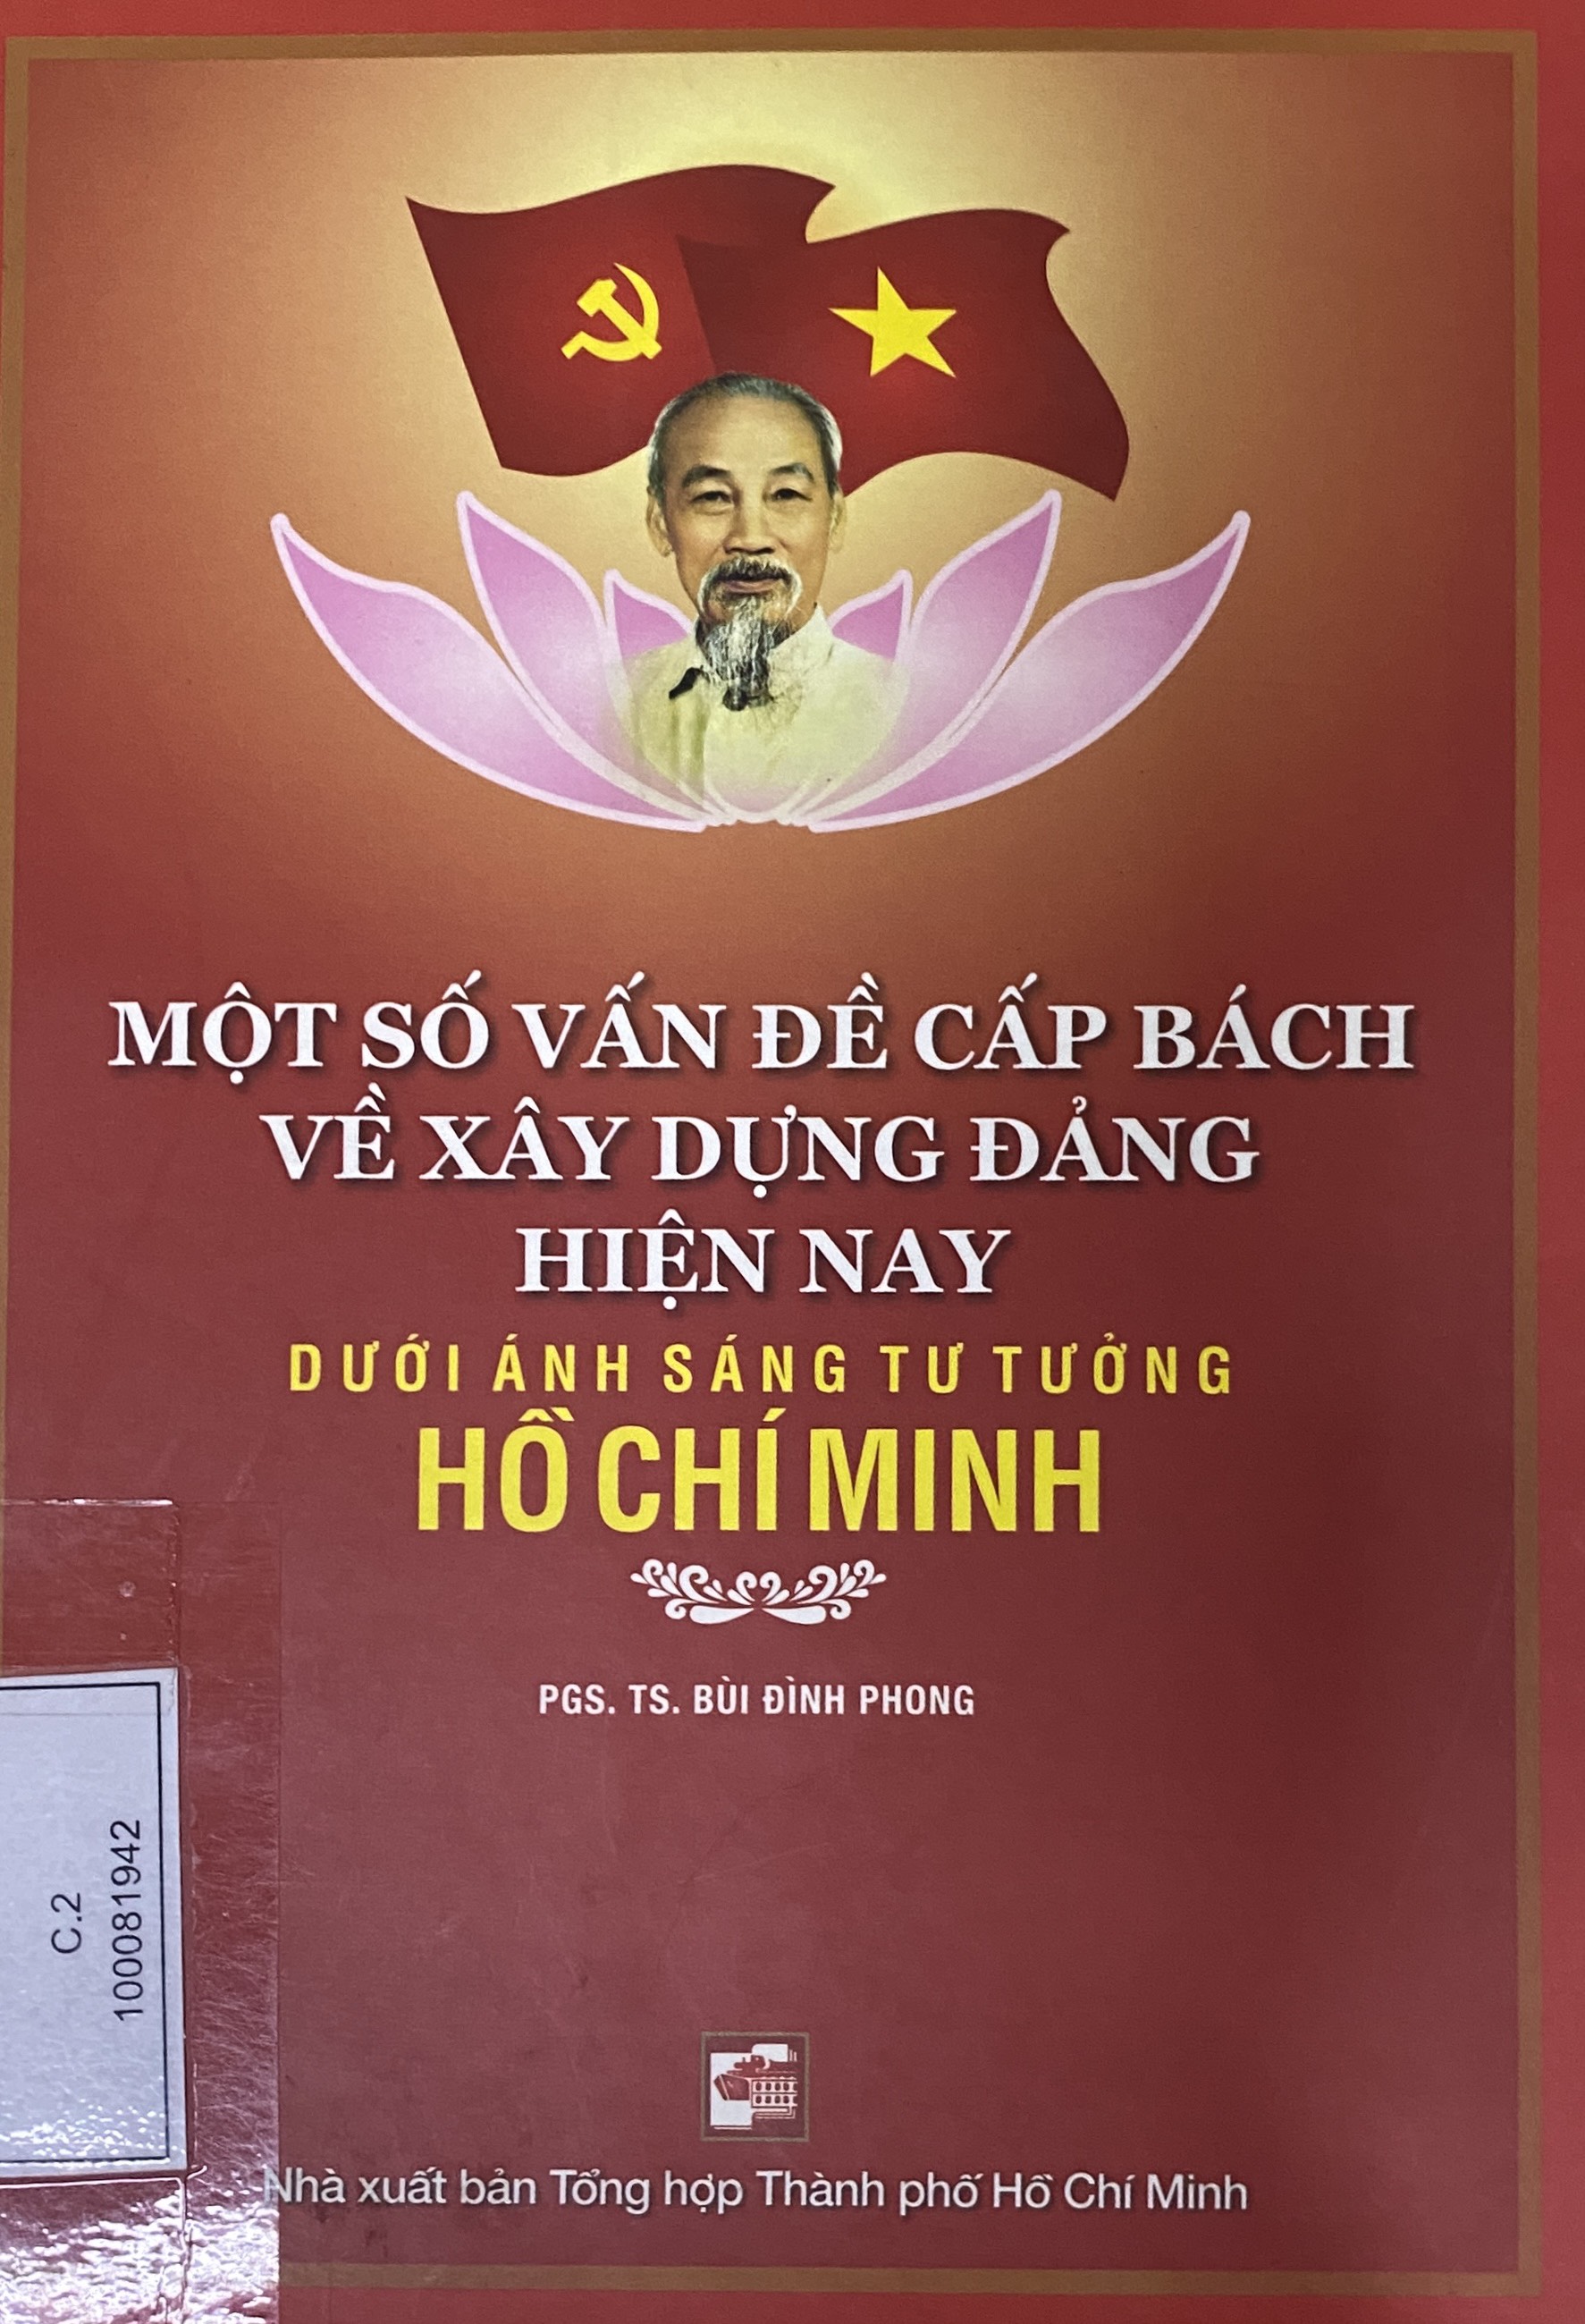 MỘT SỐ VẤN ĐỀ CẤP BÁCH
VỀ XÂY DỰNG ĐẢNG
HIỆN NAY
DƯỚI ÁNH SÁNG TƯ TƯỞNG
HỒ CHÍ MINH
PGS. TS. BÙI ĐÌNH PHONG
C.2
100081942
Nhà xuất bản Tổng hợp Thành phố Hồ Chí Minh